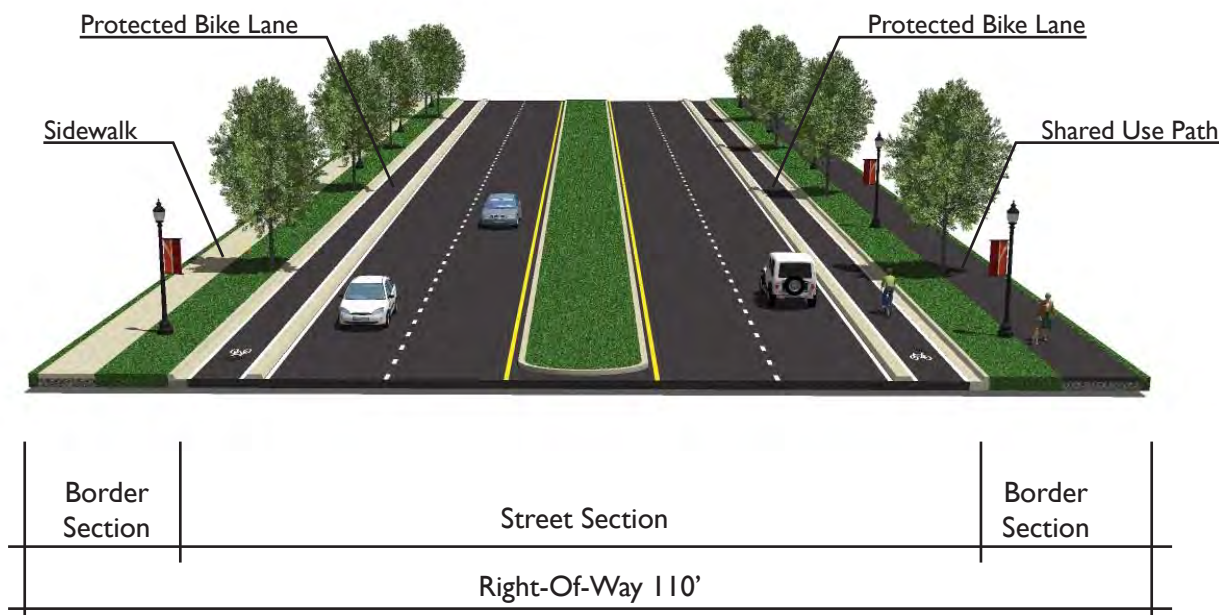 Protected Bike Lane
Protected Bike Lane
Sidewalk
Shared Use Path
Border
Section
Street Section
Border
Section
Right-Of-Way 110'